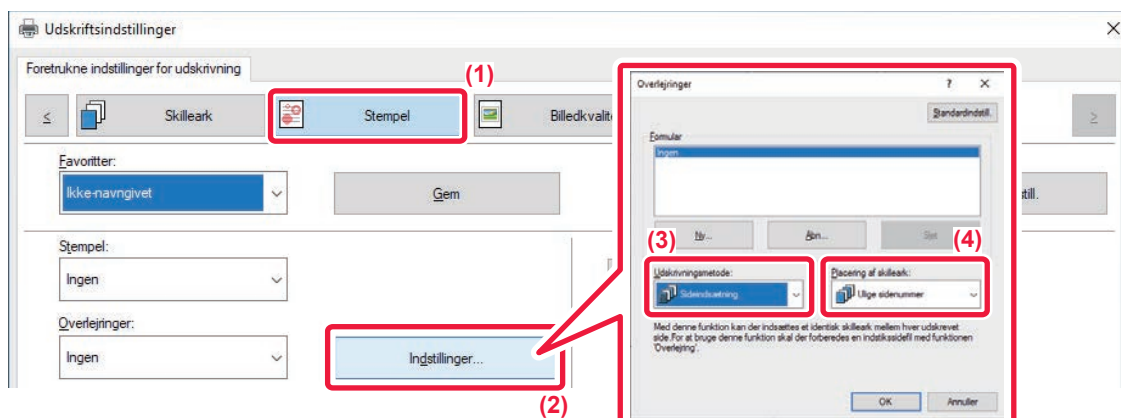 Udskriftsindstillinger
Foretrukne indstillinger for udskrivning
(1)
<
Skilleark
Stempel
Billedkvalit
>
Favoritter:
Ikke-navngivet
Gem
till.
Stempel:
Ingen
Overlejringer:
Ingen
Indstillinger...
(2)
Overlejringer
?
Standardindstill.
Formular
Ingen
Ny...
Åbn...
Slet
(3)
(4)
Udskrivningsmetode:
Sideindsætning
Placering af skilleark:
Ulige sidenummer
Med denne funktion kan der indsættes et identisk skilleark mellem hver udskrevet
side.For at bruge denne funktion skal der forberedes en indstikssidefil med funktionen
'Overlejring'.
OK
Annuller